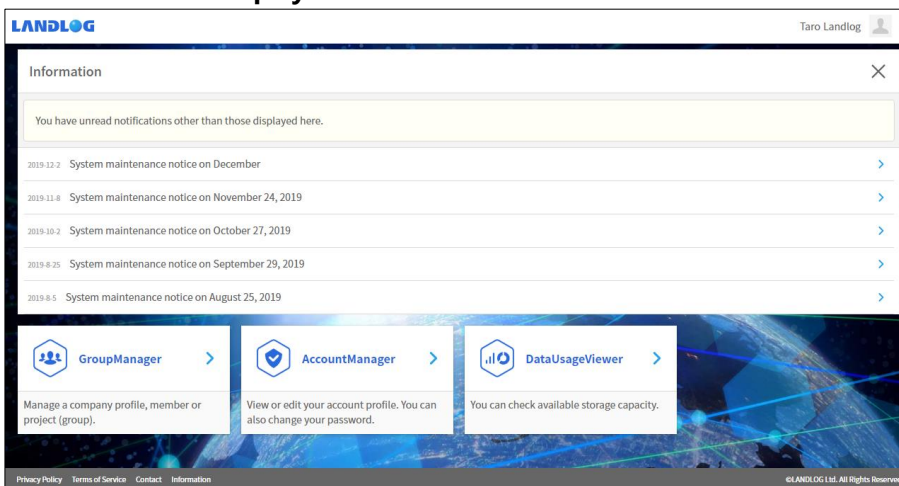 LANDLOG
Taro Landlog
Information
You have unread notifications other than those displayed here.
2019-12-2 System maintenance notice on December
2019-11-8 System maintenance notice on November 24, 2019
2019-10-2 System maintenance notice on October 27, 2019
2019-8-25 System maintenance notice on September 29, 2019
2019-8-5 System maintenance notice on August 25, 2019
GroupManager
Manage a company profile, member or
project (group).
AccountManager
View or edit your account profile. You can
also change your password.
DataUsageViewer
You can check available storage capacity.
Privacy Policy Terms of Service Contact Information
©LANDLOG Ltd. All Rights Reserve